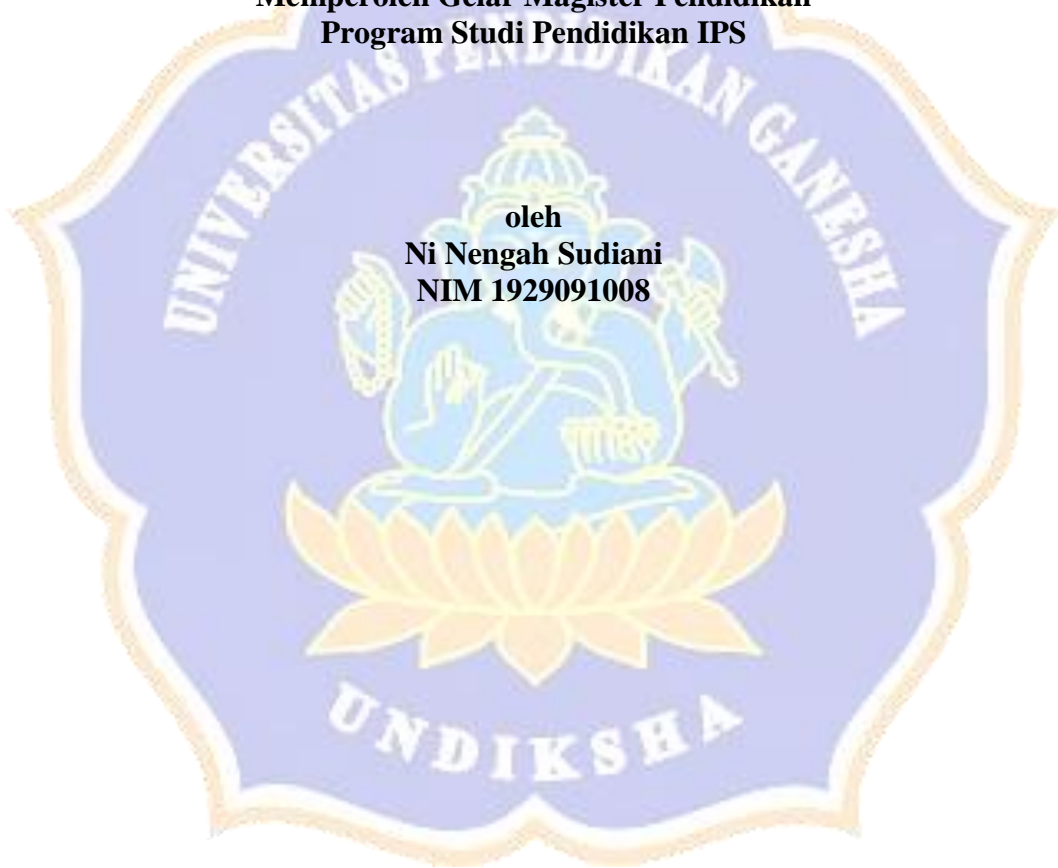 Memperoleh Gelar Magister Pendidikan
Program Studi Pendidikan IPS
UNIVERSITAS PENDIDIKAN GANESHA
oleh
Ni Nengah Sudiani
NIM 1929091008
UNDIKSHA